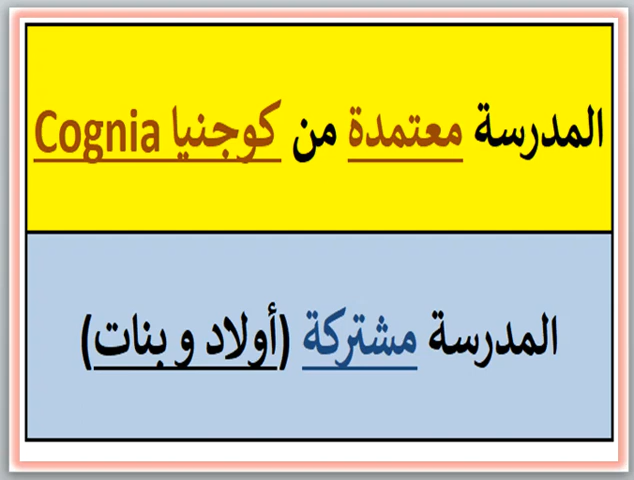 المدرسة معتمدة من كوجنيا Cognia
المدرسة مشتركة (أولاد و بنات)